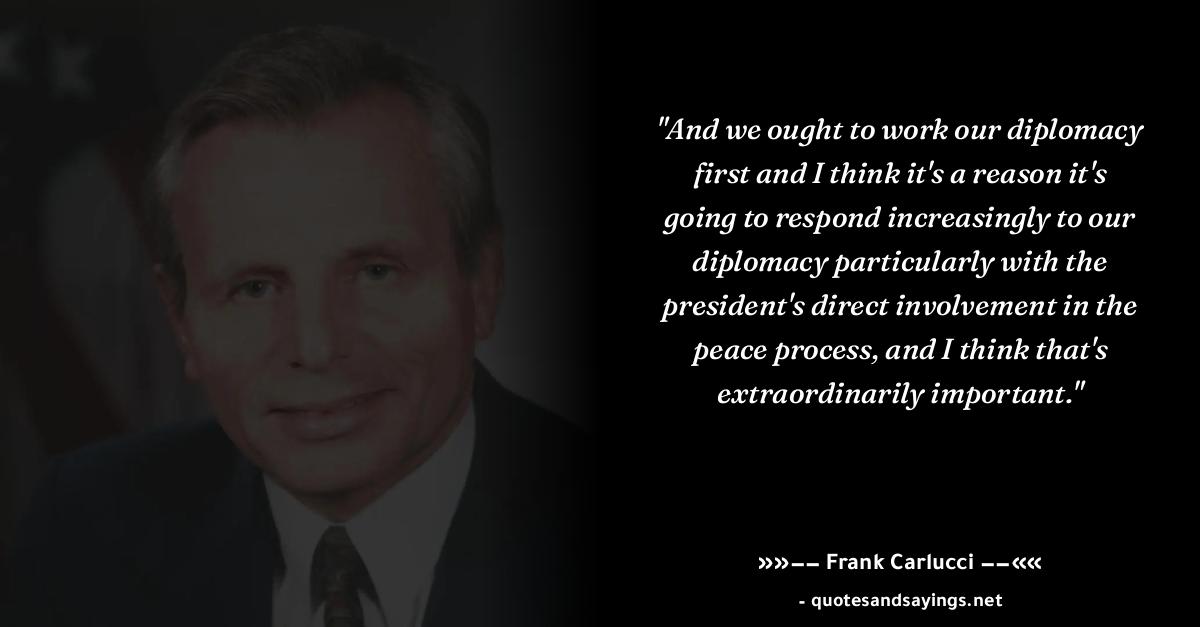 "And we ought to work our diplomacy
first and I think it's a reason it's
going to respond increasingly to our
diplomacy particularly with the
president's direct involvement in the
peace process, and I think that's
extraordinarily important."
»»–– Frank Carlucci ––««
- quotesandsayings.net